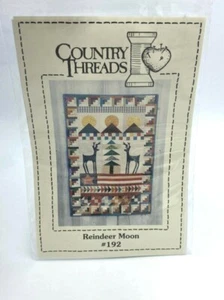 COUNTRY
THREADS
Reindeer Moon
#192